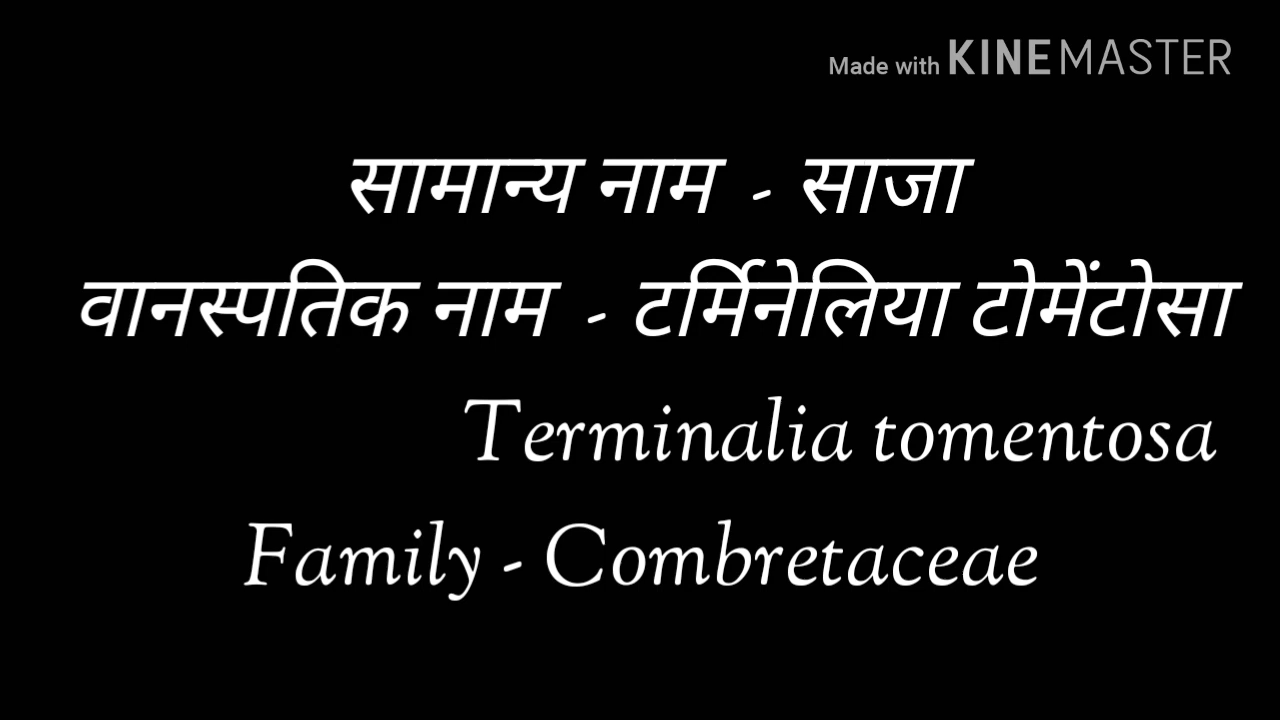 Made with KINEMASTER
सामान्य नाम - साजा
वानस्पतिक नाम - टर्मिनेलिया टोमेंटोसा
Terminalia tomentosa
Family - Combretaceae